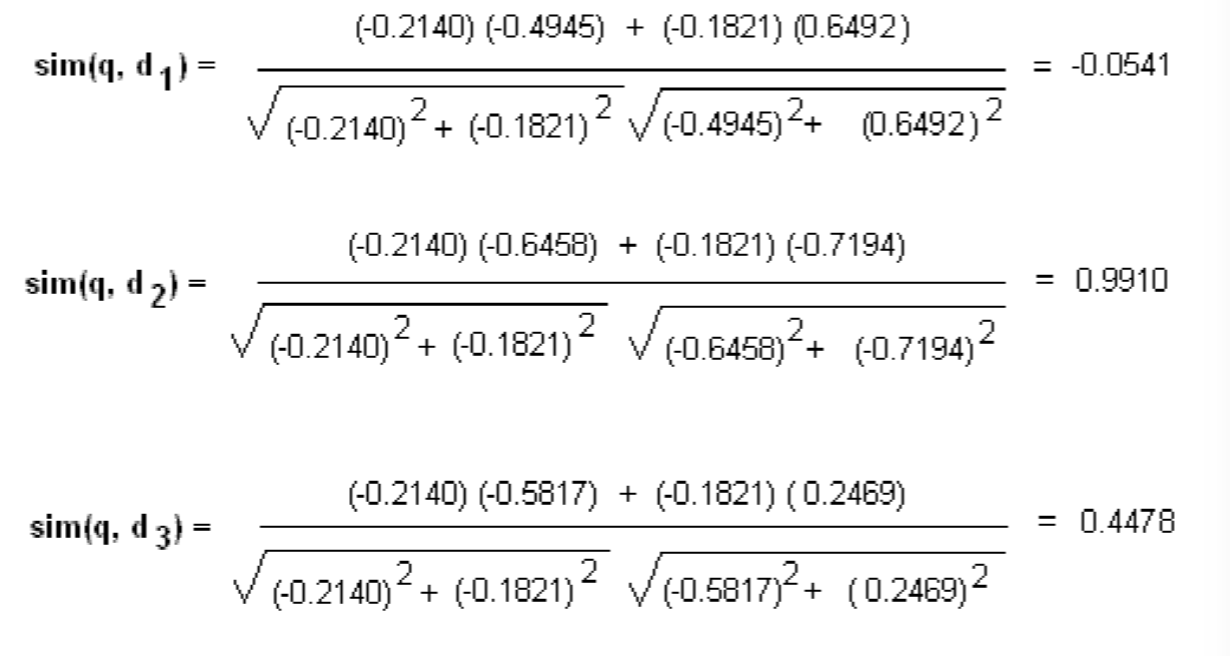 (-0.2140) (-0.4945) + (-0.1821) (0.6492)
sim(q, d 1) = = -0.0541
√(-0.2140)2 + (-0.1821) 2 √(-0.4945)2+ (0.6492) 2
(-0.2140) (-0.6458) + (-0.1821) (-0.7194)
sim(q, d 2) = = 0.9910
√(-0.2140) 2 + (-0.1821) 2 √(-0.6458)2+ (-0.7194) 2
(-0.2140) (-0.5817) + (-0.1821) ( 0.2469)
sim(q, d 3) = = 0.4478
√(-0.2140) 2 + (-0.1821) 2 √(-0.5817)2+ ( 0.2469) 2